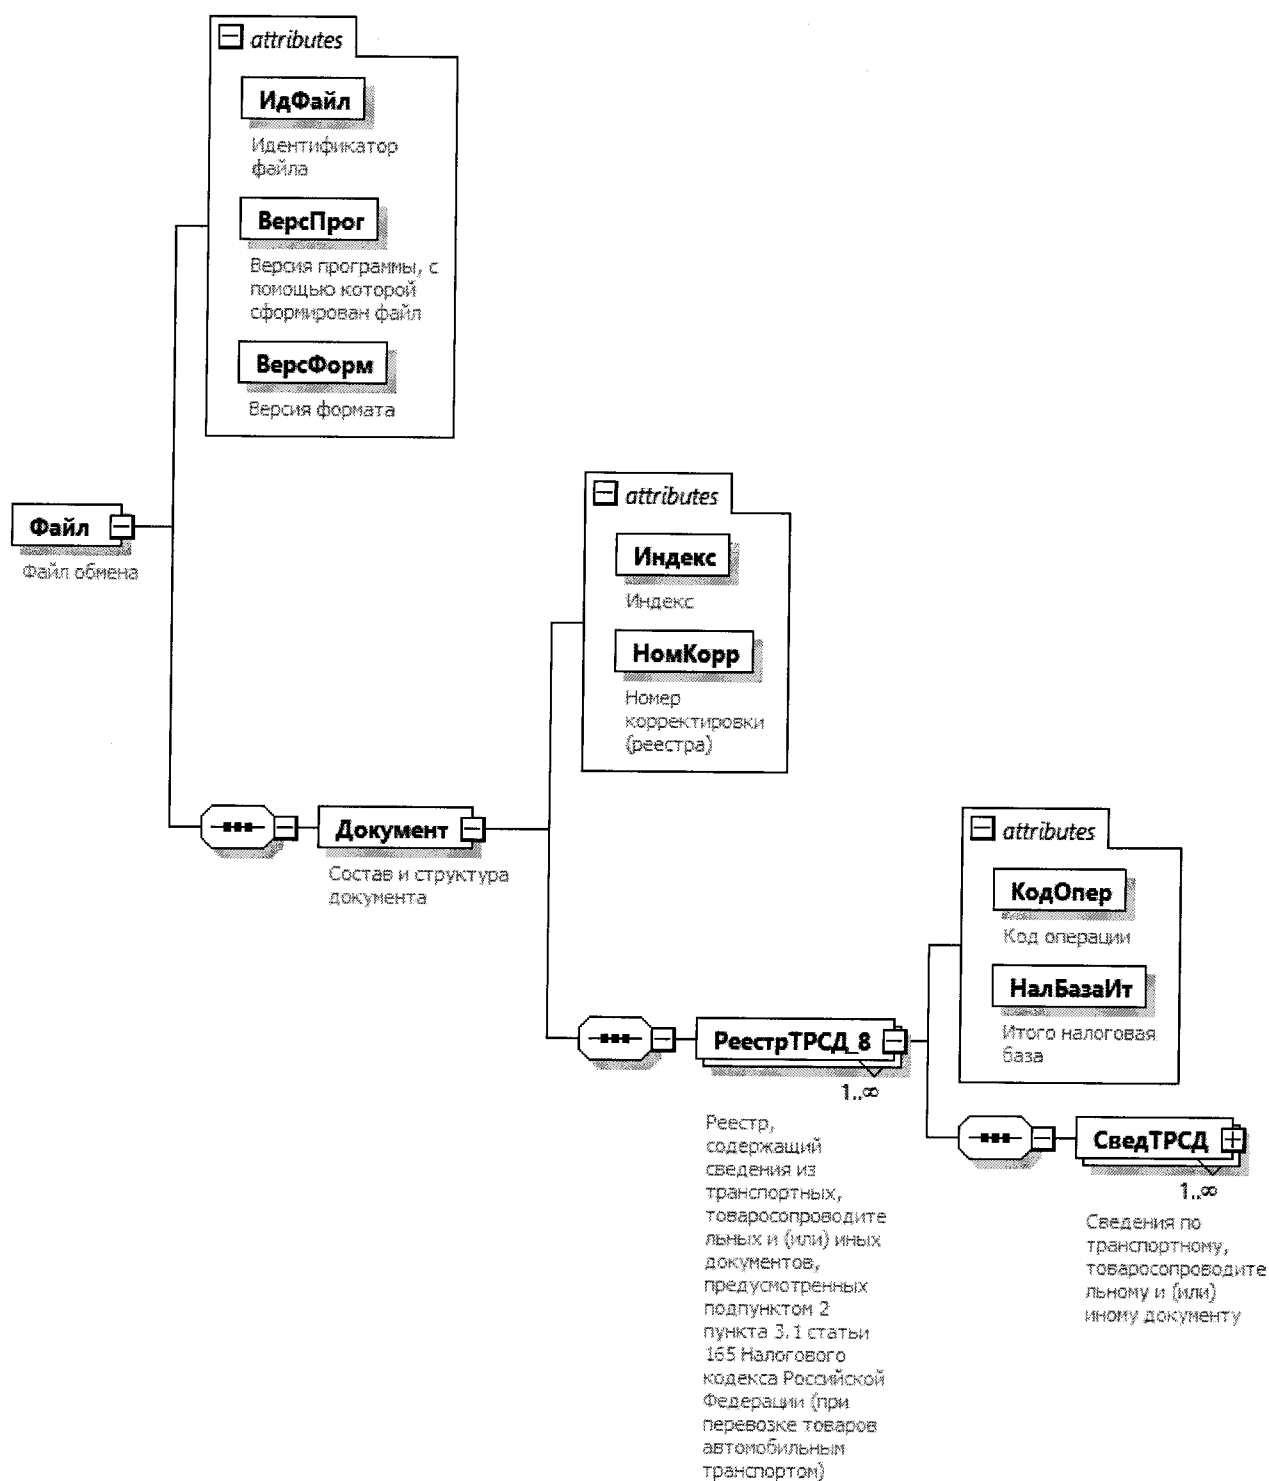 attributes
ИдФайл
Идентификатор
файла
ВерсПрог
Версия программы, с
помощью которой
сформирован файл
ВерсФорм
Версия формата
Файл
Файл обмена
attributes
Индекс
Индекс
НомКорр
Номер
корректировки
(реестра)
Документ
Состав и структура
документа
attributes
КодОпер
Код операции
НалБазаИт
Итого налоговая
база
РеестрТРСД_8
1..∞
Реестр,
содержащий
сведения из
транспортных,
товаросопроводите
льных и (или) иных
документов,
предусмотренных
подпунктом 2
пункта 3.1 статьи
165 Налогового
кодекса Российской
Федерации (при
перевозке товаров
автомобильным
транспортом)
СведТРСД
1..∞
Сведения по
транспортному,
товаросопроводите
льному и (или)
иному документу